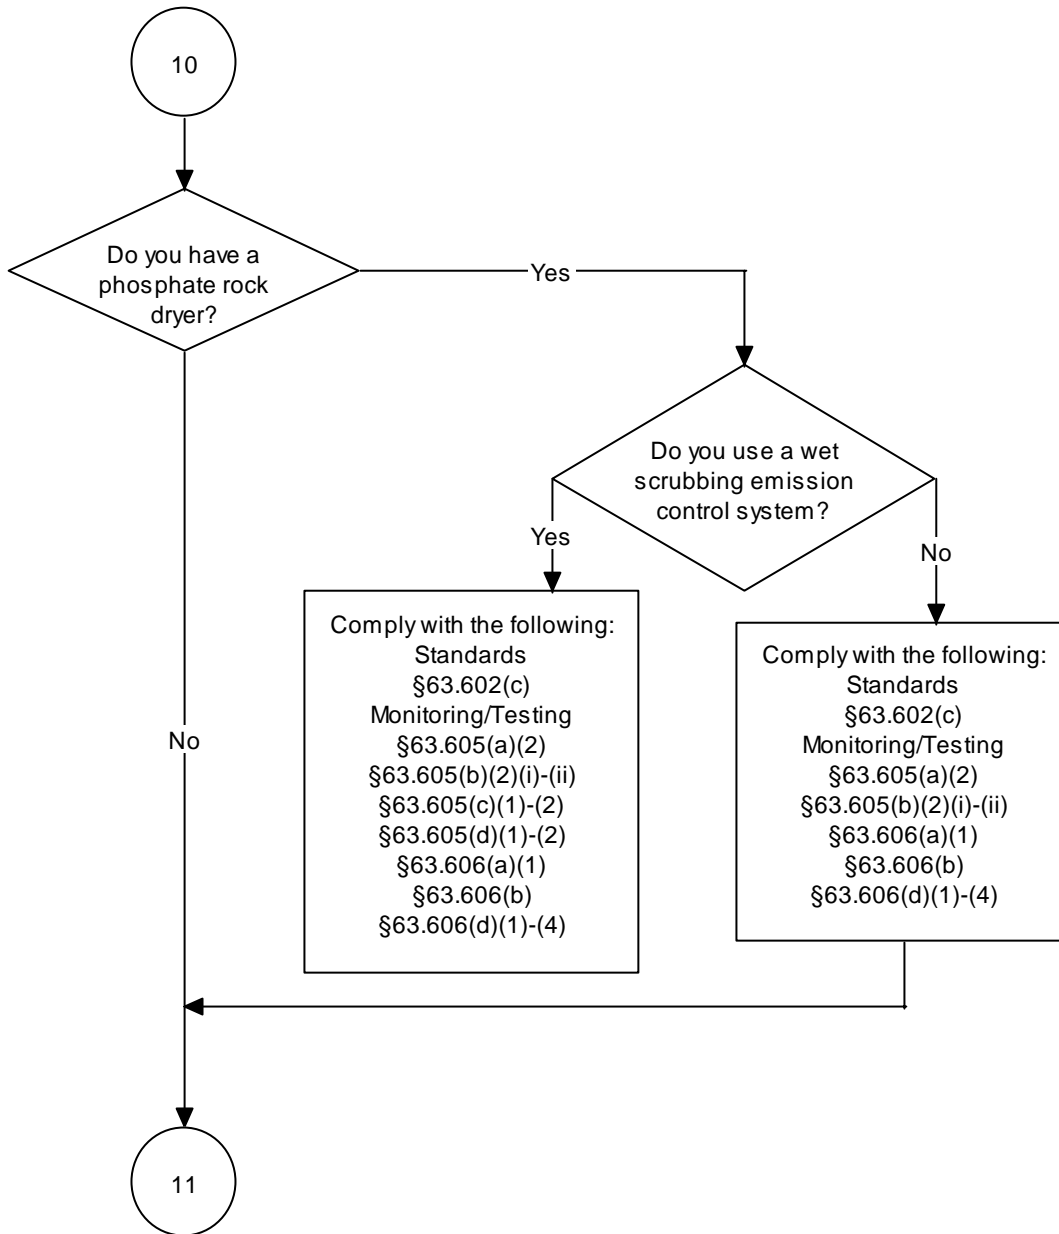 10
Do you have a
phosphate rock
dryer?
Yes
Do you use a wet
scrubbing emission
control system?
Yes
No
Comply with the following:
Standards
§63.602(c)
Monitoring/Testing
§63.605(a)(2)
§63.605(b)(2)(i)-(ii)
§63.605(c)(1)-(2)
§63.605(d)(1)-(2)
§63.606(a)(1)
§63.606(b)
§63.606(d)(1)-(4)
Comply with the following:
Standards
§63.602(c)
Monitoring/Testing
§63.605(a)(2)
§63.605(b)(2)(i)-(ii)
§63.606(a)(1)
§63.606(b)
§63.606(d)(1)-(4)
No
11